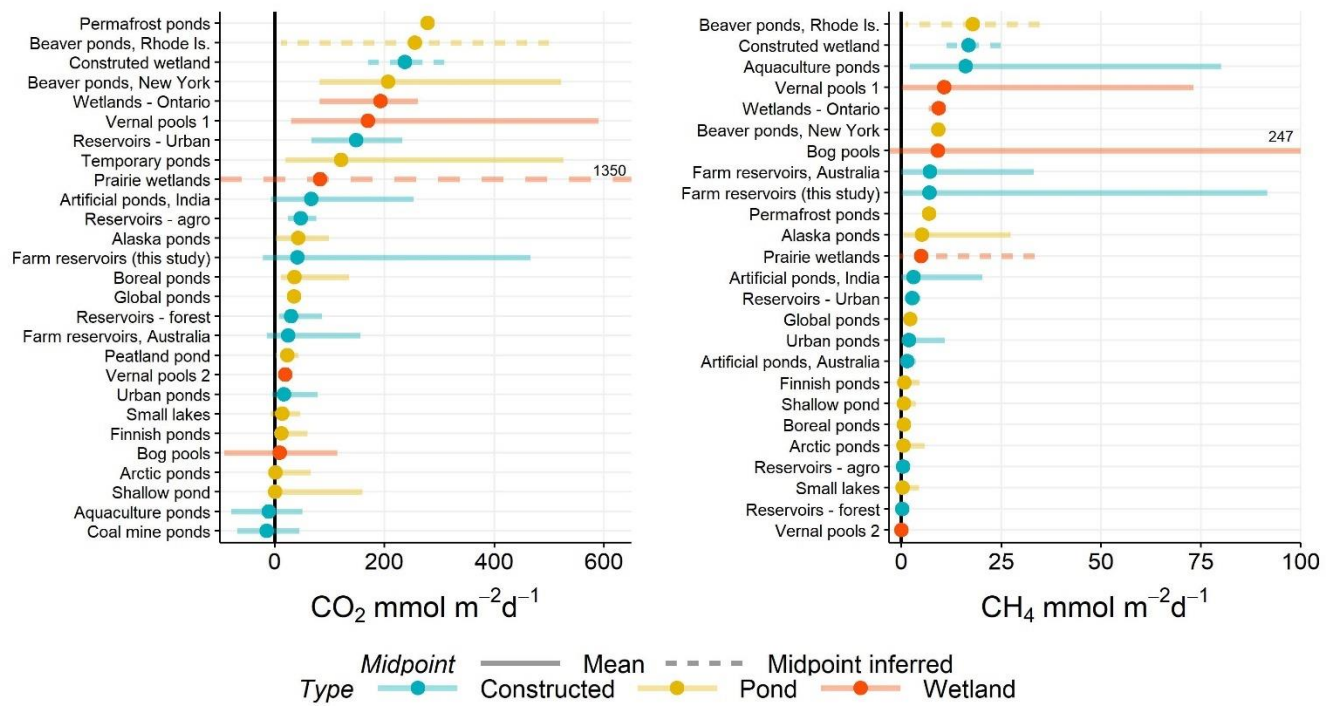 Permafrost ponds
Beaver ponds, Rhode Is.
Construted wetland
Beaver ponds, New York
Wetlands - Ontario
Vernal pools 1
Reservoirs - Urban
Temporary ponds
1350
Prairie wetlands
Artificial ponds, India
Reservoirs - agro
Alaska ponds
Farm reservoirs (this study)
Boreal ponds
Global ponds
Reservoirs - forest
Farm reservoirs, Australia
Peatland pond
Vernal pools 2
Urban ponds
Small lakes
Finnish ponds
Bog pools
Arctic ponds
Shallow pond
Aquaculture ponds
Coal mine ponds
0 200 400 600
CO₂ mmol m⁻²d⁻¹
Beaver ponds, Rhode Is.
Construted wetland
Aquaculture ponds
Vernal pools 1
Wetlands - Ontario
Beaver ponds, New York
247
Bog pools
Farm reservoirs, Australia
Farm reservoirs (this study)
Permafrost ponds
Alaska ponds
Prairie wetlands
Artificial ponds, India
Reservoirs - Urban
Global ponds
Urban ponds
Artificial ponds, Australia
Finnish ponds
Shallow pond
Boreal ponds
Arctic ponds
Reservoirs - agro
Small lakes
Reservoirs - forest
Vernal pools 2
0 25 50 75 100
CH₄ mmol m⁻²d⁻¹
Midpoint Mean Midpoint inferred
Type Constructed Pond Wetland